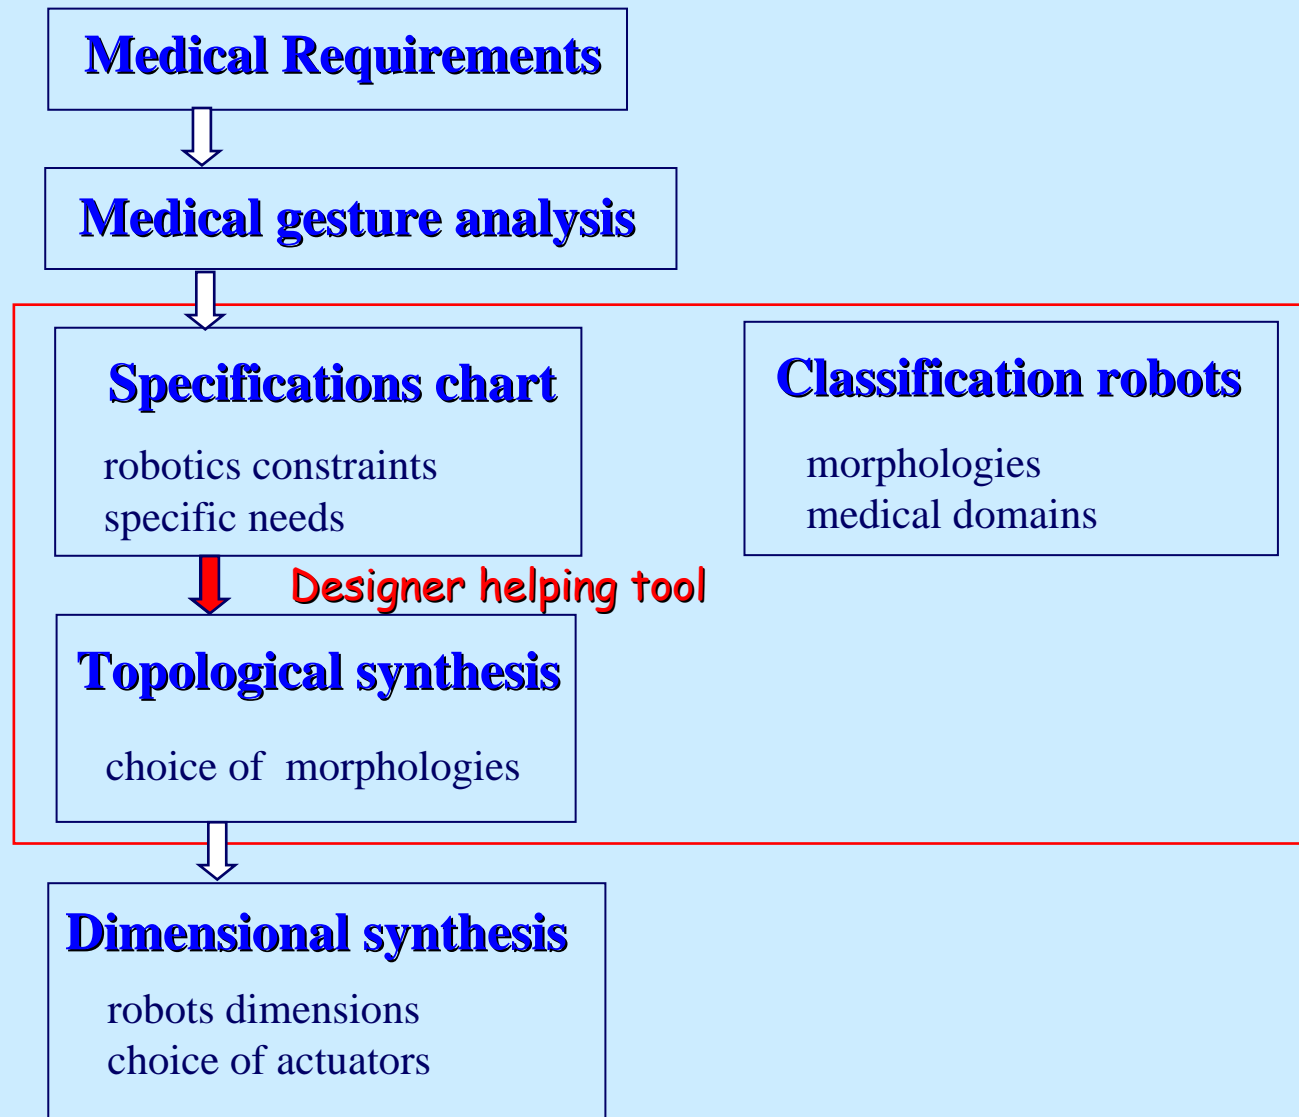 Medical Requirements
Medical gesture analysis
Specifications chart
robotics constraints
specific needs
Classification robots
morphologies
medical domains
Designer helping tool
Topological synthesis
choice of morphologies
Dimensional synthesis
robots dimensions
choice of actuators